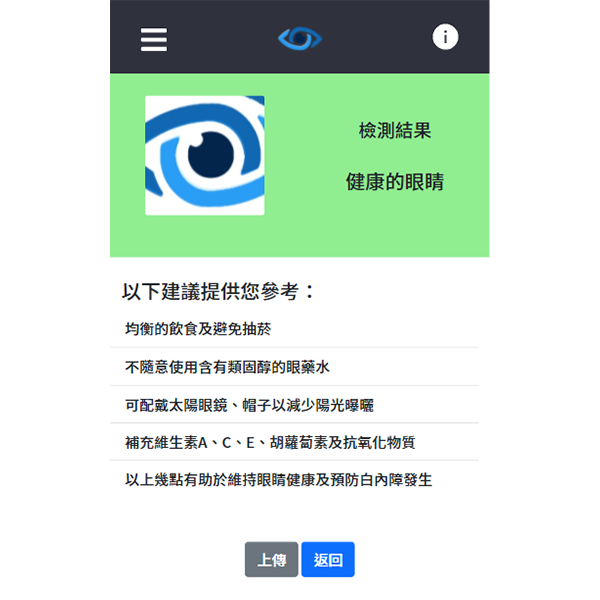 檢測結果
健康的眼睛
以下建議提供您參考：
均衡的飲食及避免抽菸
不隨意使用含有類固醇的眼藥水
可配戴太陽眼鏡、帽子以減少陽光曝曬
補充維生素A、C、E、胡蘿蔔素及抗氧化物質
以上幾點有助於維持眼睛健康及預防白內障發生
上傳 返回